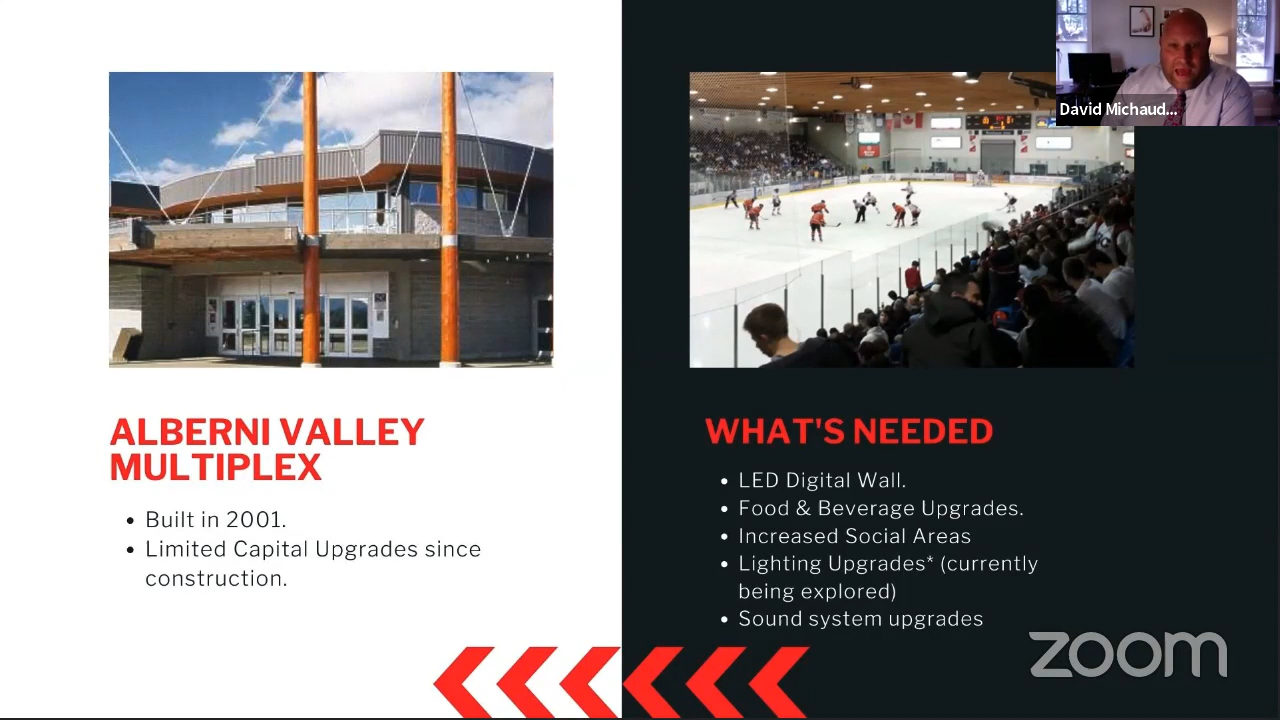 David Michaud...
ALBERNI VALLEY
MULTIPLEX
• Built in 2001.
• Limited Capital Upgrades since
construction.
WHAT'S NEEDED
• LED Digital Wall.
• Food & Beverage Upgrades.
• Increased Social Areas
• Lighting Upgrades* (currently
being explored)
• Sound system upgrades
zoom